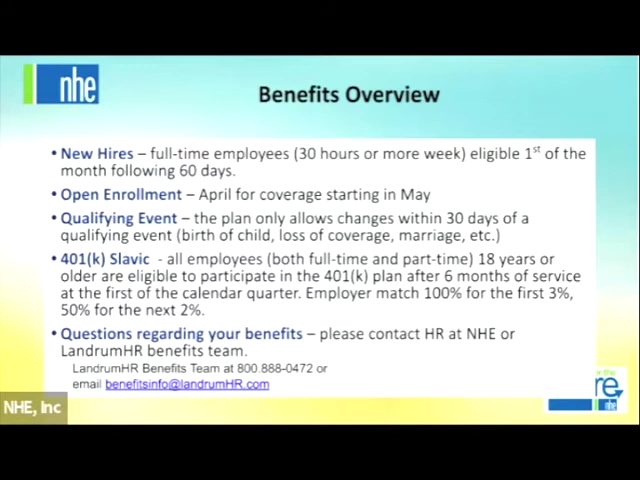 nhe
Benefits Overview
• New Hires – full-time employees (30 hours or more week) eligible 1st of the
month following 60 days.
• Open Enrollment – April for coverage starting in May
• Qualifying Event – the plan only allows changes within 30 days of a
qualifying event (birth of child, loss of coverage, marriage, etc.)
• 401(k) Slavic - all employees (both full-time and part-time) 18 years or
older are eligible to participate in the 401(k) plan after 6 months of service
at the first of the calendar quarter. Employer match 100% for the first 3%,
50% for the next 2%.
• Questions regarding your benefits – please contact HR at NHE or
LandrumHR benefits team.
LandrumHR Benefits Team at 800.888-0472 or
email benefitsinfo@landrumHR.com
NHE, Inc
for the
re
nhe